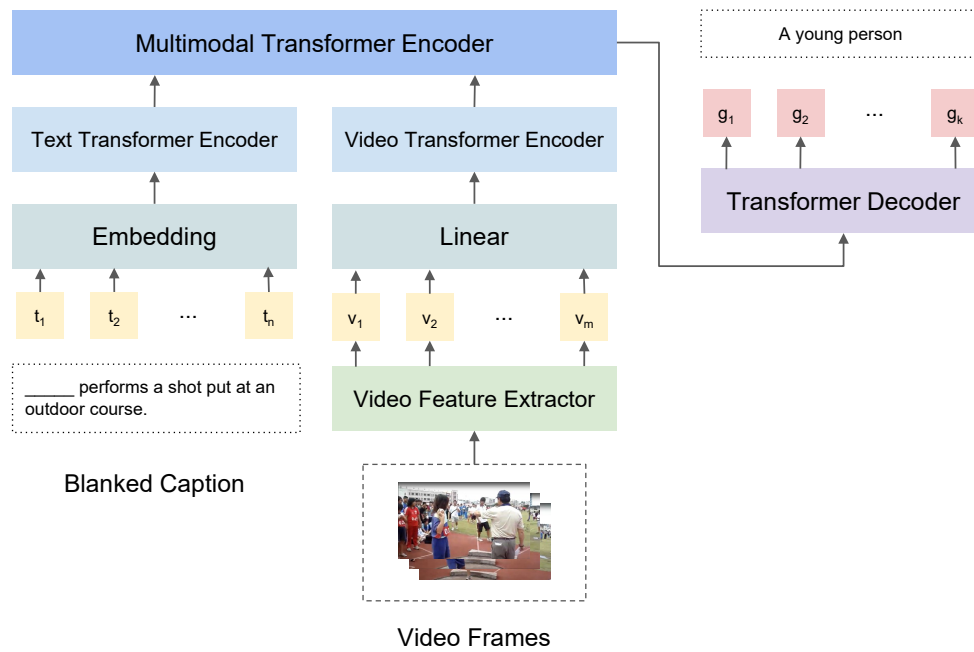 Multimodal Transformer Encoder
A young person
Text Transformer Encoder
Video Transformer Encoder
g1 g2 ... gk
Transformer Decoder
Embedding
Linear
t1 t2 ... tn
v1 v2 ... vm
_____ performs a shot put at an
outdoor course.
Video Feature Extractor
Blanked Caption
Video Frames